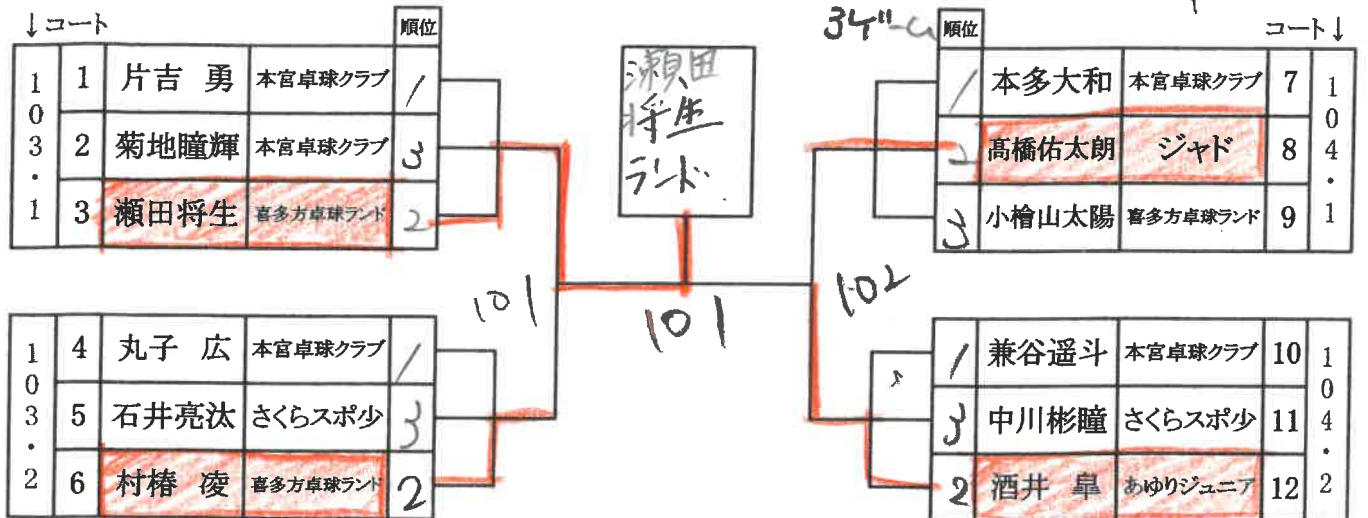 ↓コート 順位
103・1
1 片吉 勇 本宮卓球クラブ 1
2 菊地瞳輝 本宮卓球クラブ 3
3 瀬田将生 喜多方卓球ランド 2
103・2
4 丸子 広 本宮卓球クラブ 1
5 石井亮汰 さくらスポ少 3
6 村椿 凌 喜多方卓球ランド 2
101
瀬田
将生
ランド
101
102
順位 コート↓
1 本多大和 本宮卓球クラブ 7
2 髙橋佑太朗 ジャド 8
3 小檜山太陽 喜多方卓球ランド 9
104・1
1 兼谷遥斗 本宮卓球クラブ 10
3 中川彬瞳 さくらスポ少 11
2 酒井 皐 あゆりジュニア 12
104・2